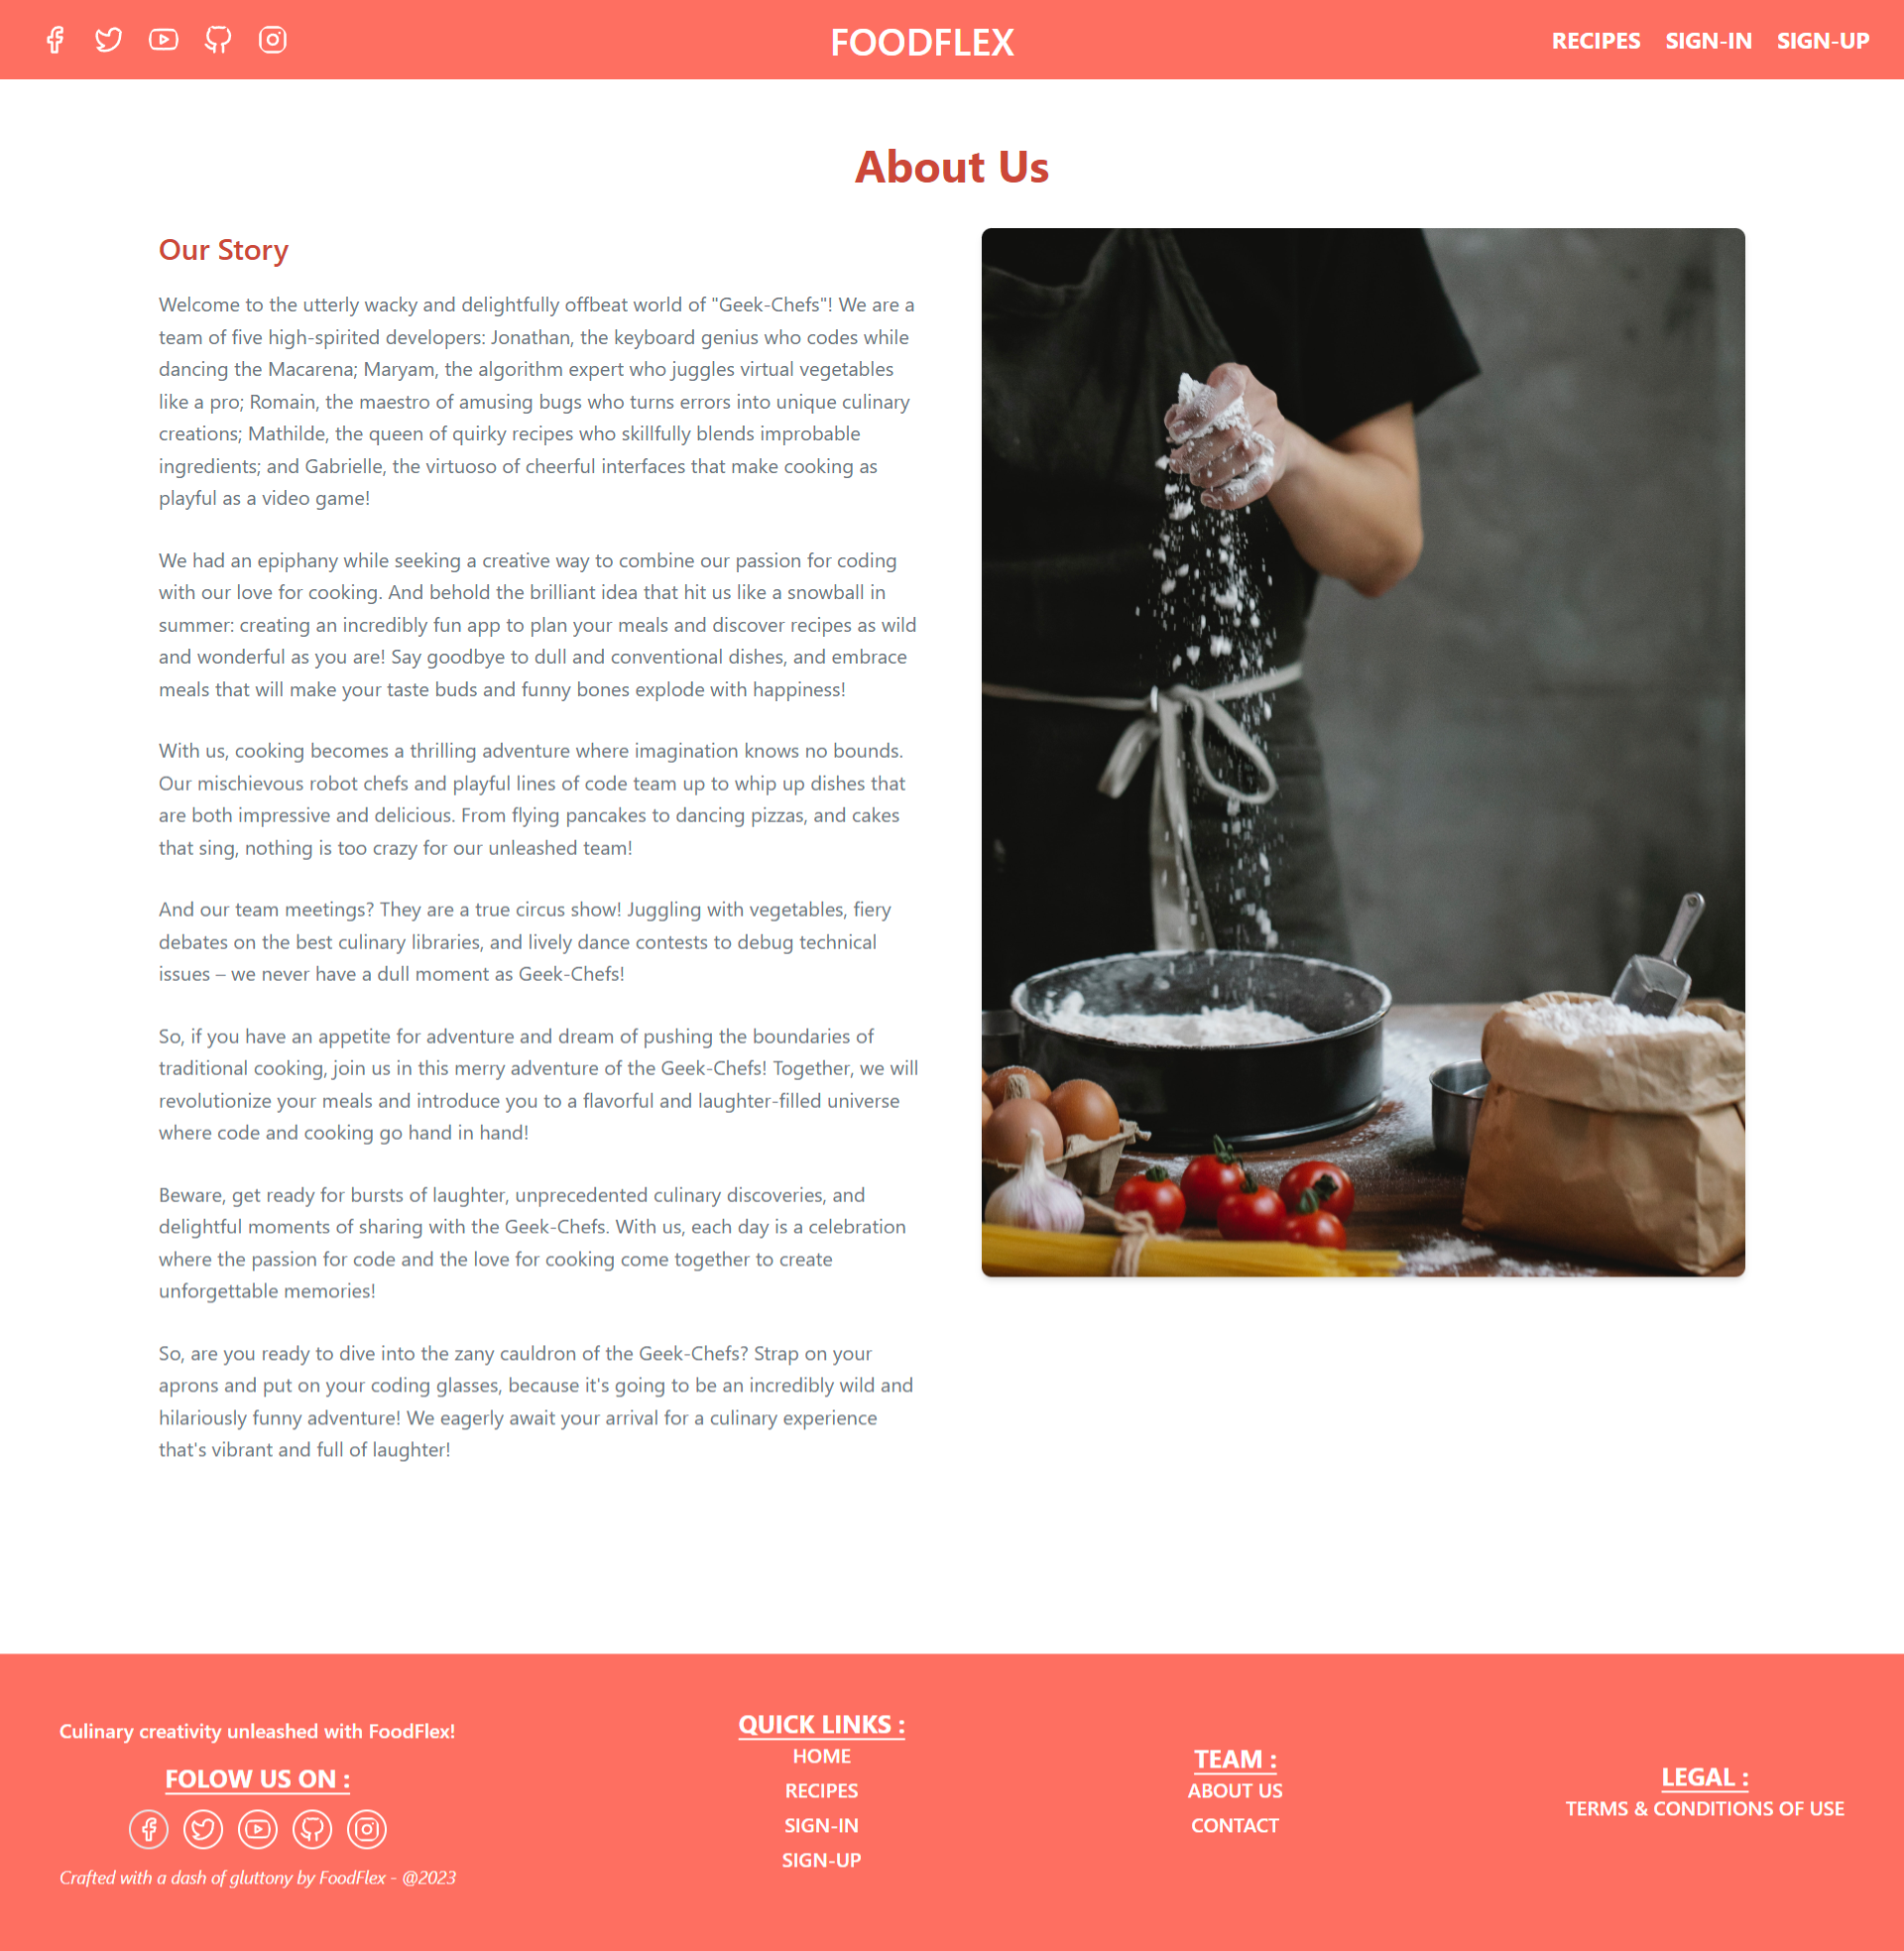 FOODFLEX
RECIPES SIGN-IN SIGN-UP
About Us
Our Story
Welcome to the utterly wacky and delightfully offbeat world of "Geek-Chefs"! We are a
team of five high-spirited developers: Jonathan, the keyboard genius who codes while
dancing the Macarena; Maryam, the algorithm expert who juggles virtual vegetables
like a pro; Romain, the maestro of amusing bugs who turns errors into unique culinary
creations; Mathilde, the queen of quirky recipes who skillfully blends improbable
ingredients; and Gabrielle, the virtuoso of cheerful interfaces that make cooking as
playful as a video game!
We had an epiphany while seeking a creative way to combine our passion for coding
with our love for cooking. And behold the brilliant idea that hit us like a snowball in
summer: creating an incredibly fun app to plan your meals and discover recipes as wild
and wonderful as you are! Say goodbye to dull and conventional dishes, and embrace
meals that will make your taste buds and funny bones explode with happiness!
With us, cooking becomes a thrilling adventure where imagination knows no bounds.
Our mischievous robot chefs and playful lines of code team up to whip up dishes that
are both impressive and delicious. From flying pancakes to dancing pizzas, and cakes
that sing, nothing is too crazy for our unleashed team!
And our team meetings? They are a true circus show! Juggling with vegetables, fiery
debates on the best culinary libraries, and lively dance contests to debug technical
issues – we never have a dull moment as Geek-Chefs!
So, if you have an appetite for adventure and dream of pushing the boundaries of
traditional cooking, join us in this merry adventure of the Geek-Chefs! Together, we will
revolutionize your meals and introduce you to a flavorful and laughter-filled universe
where code and cooking go hand in hand!
Beware, get ready for bursts of laughter, unprecedented culinary discoveries, and
delightful moments of sharing with the Geek-Chefs. With us, each day is a celebration
where the passion for code and the love for cooking come together to create
unforgettable memories!
So, are you ready to dive into the zany cauldron of the Geek-Chefs? Strap on your
aprons and put on your coding glasses, because it's going to be an incredibly wild and
hilariously funny adventure! We eagerly await your arrival for a culinary experience
that's vibrant and full of laughter!
Culinary creativity unleashed with FoodFlex!
FOLOW US ON :
Crafted with a dash of gluttony by FoodFlex - @2023
QUICK LINKS :
HOME
RECIPES
SIGN-IN
SIGN-UP
TEAM :
ABOUT US
CONTACT
LEGAL :
TERMS & CONDITIONS OF USE